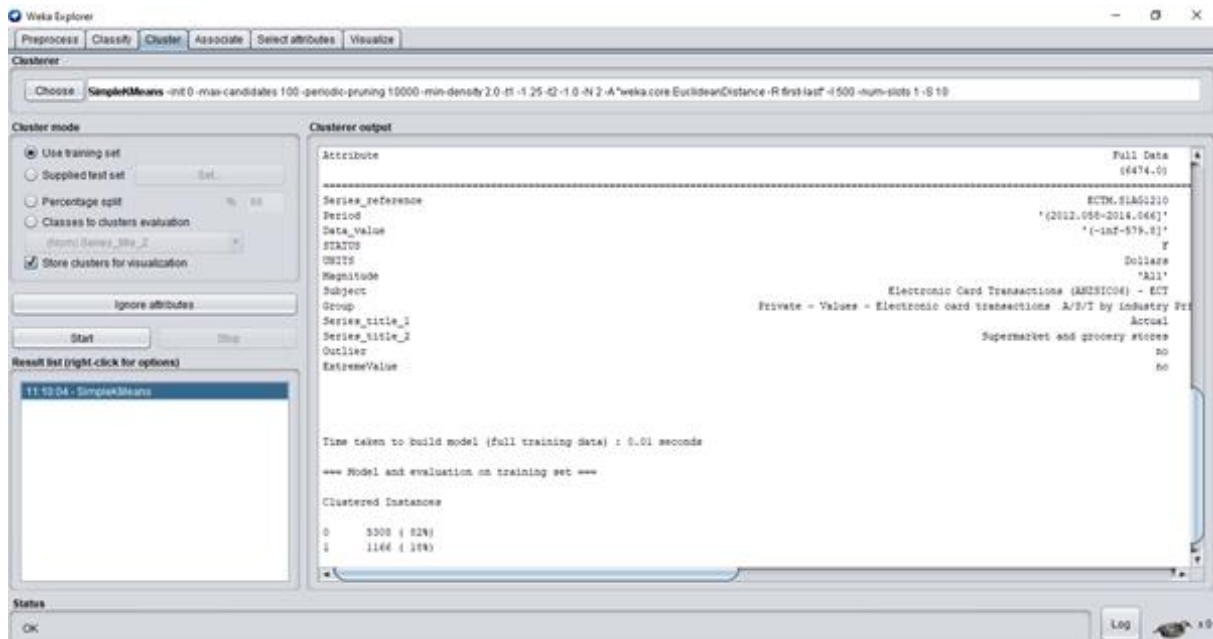 Weka Explorer
Preprocess Classify Cluster Associate Select attributes Visualize
Clusterer
Choose SimpleKMeans -init 0 -max-candidates 100 -periodic-pruning 10000 -min-density 2.0 -t1 -1.25 -t2 -1.0 -N 2 -A "weka.core.EuclideanDistance -R first-last" -I 500 -num-slots 1 -S 10
Cluster mode
Use training set
Supplied test set Set...
Percentage split % 66
Classes to clusters evaluation
(Nom) Series_title_2
Store clusters for visualization
Ignore attributes
Start Stop
Result list (right-click for options)
11:10:04 - SimpleKMeans
Clusterer output
Attribute Full Data
(6474.0)
Series_reference ECTM.S1AG1210
Period '(2012.058-2014.066]'
Data_value '(-inf-579.8]'
STATUS F
UNITS Dollars
Magnitude 'All'
Subject Electronic Card Transactions (ANZSIC06) - ECT
Group Private - Values - Electronic card transactions A/S/T by industry Pri
Series_title_1 Actual
Series_title_2 Supermarket and grocery stores
Outlier no
ExtremeValue no
Time taken to build model (full training data) : 0.01 seconds
=== Model and evaluation on training set ===
Clustered Instances
0 5308 ( 82%)
1 1166 ( 18%)
Status
OK
Log
x 0